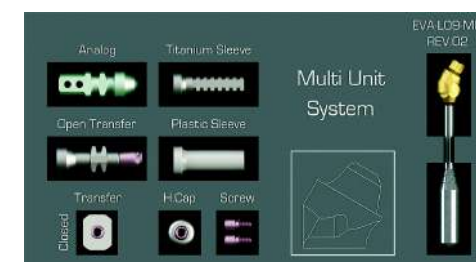 Analog
Titanium Sleeve
Open Transfer
Plastic Sleeve
Transfer
Closed
H.Cap
Screw
Multi Unit
System
EVA-L09 M
REV 02